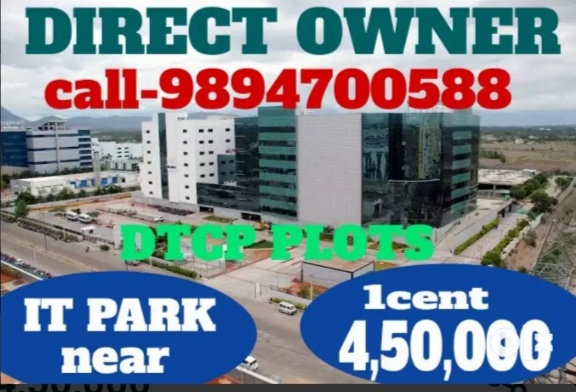 DIRECT OWNER
call-9894700588
DTCP PLOTS
IT PARK
near
1cent
4,50,000